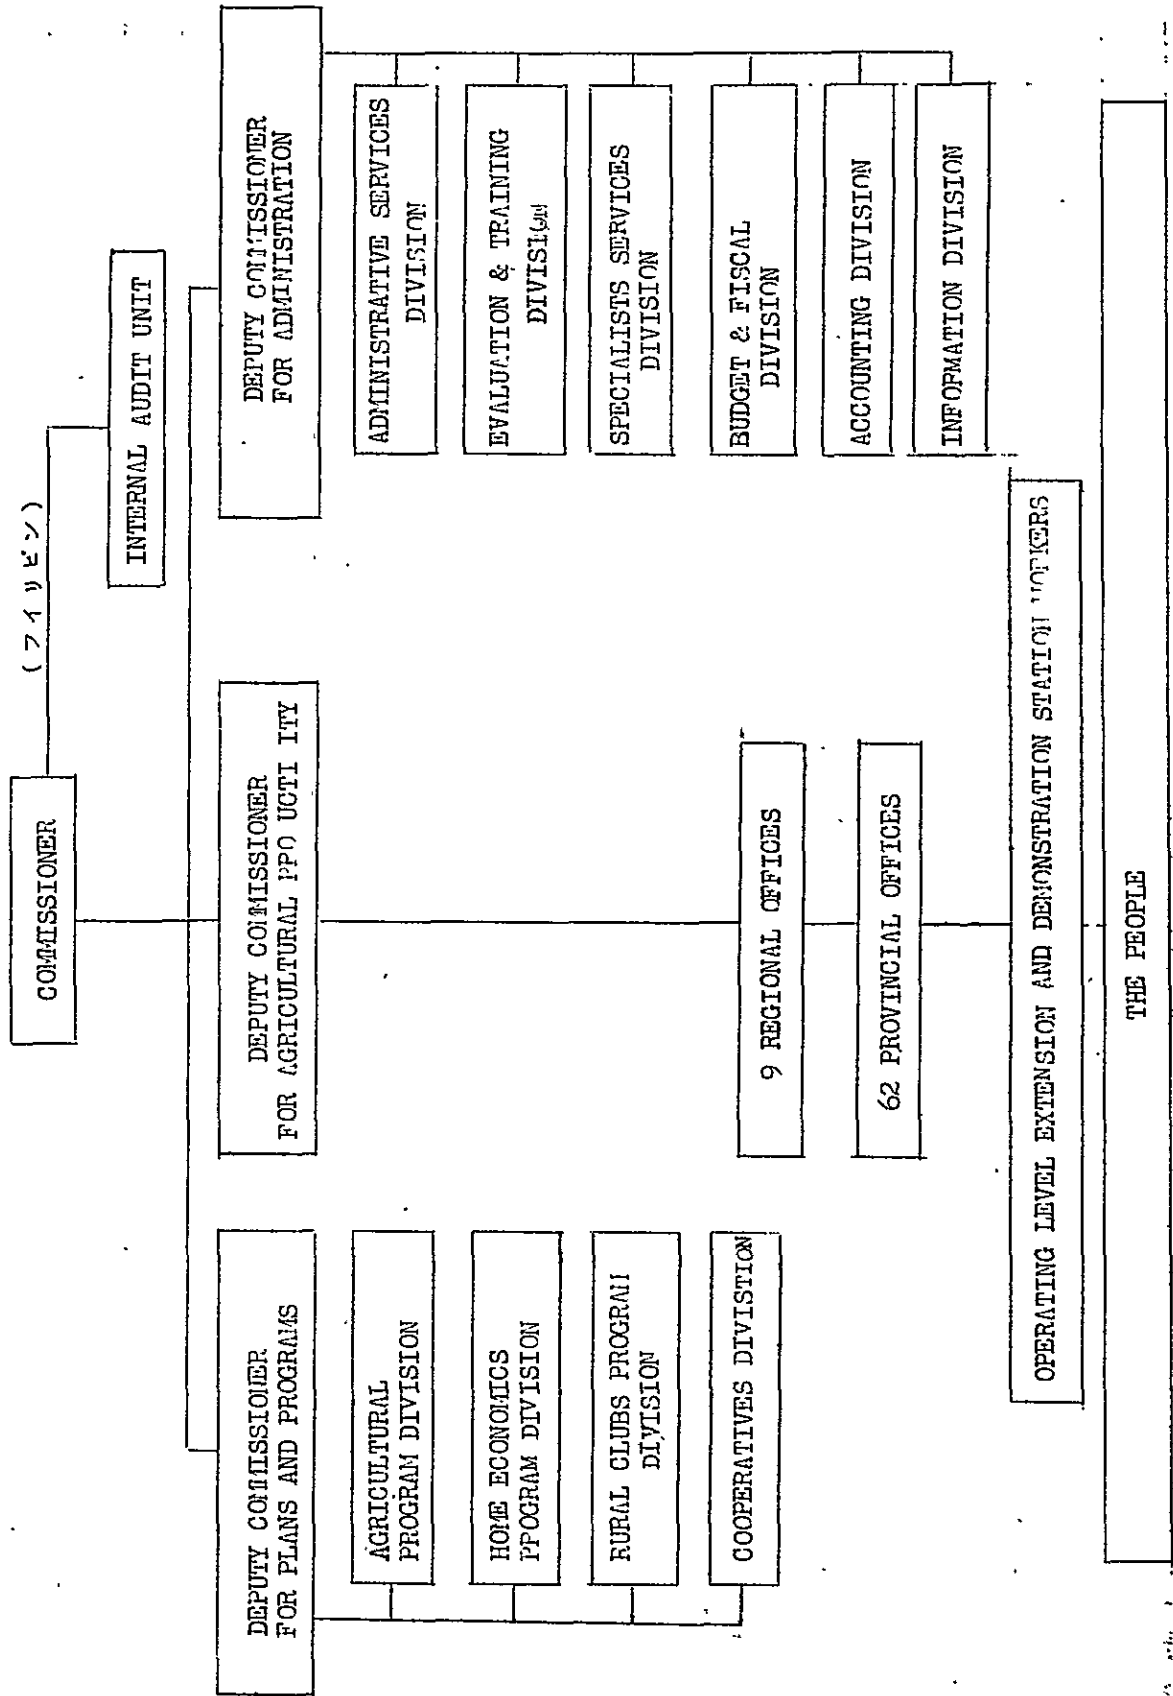 (フィリピン)
COMMISSIONER
INTERNAL AUDIT UNIT
DEPUTY COMMISSIONER
FOR PLANS AND PROGRAMS
DEPUTY COMMISSIONER
FOR AGRICULTURAL
DEPUTY COMMISSIONER
FOR ADMINISTRATION
AGRICULTURAL
PROGRAM DIVISION
HOME ECONOMICS
PROGRAM DIVISION
RURAL CLUBS PROGRAM
DIVISION
COOPERATIVES DIVISTION
9 REGIONAL OFFICES
62 PROVINCIAL OFFICES
ADMINISTRATIVE SERVICES
DIVISION
EVALUATION & TRAINING
DIVISION
SPECIALISTS SERVICES
DIVISION
BUDGET & FISCAL
DIVISION
ACCOUNTING DIVISION
INFORMATION DIVISION
OPERATING LEVEL EXTENSION AND DEMONSTRATION STATION WORKERS
THE PEOPLE